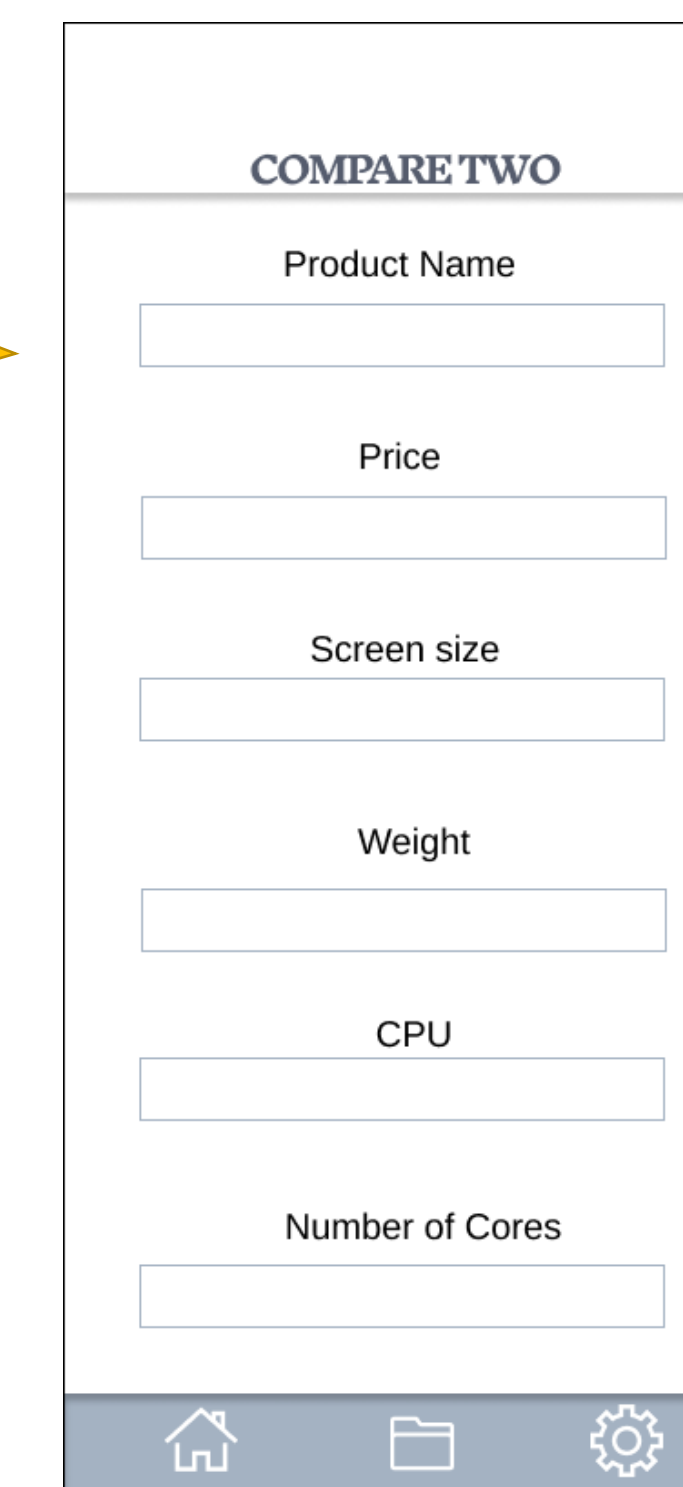 COMPARE TWO
Product Name
Price
Screen size
Weight
CPU
Number of Cores